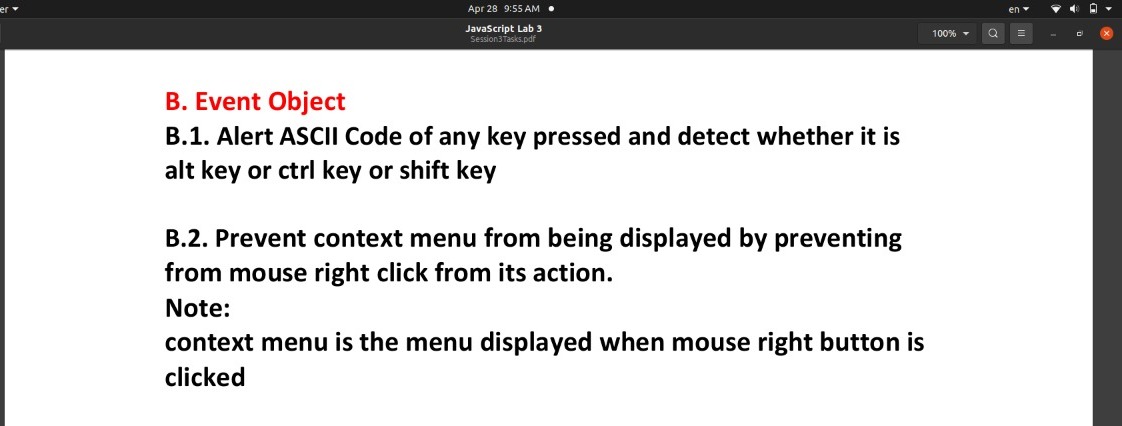 er
Apr 28 9:55 AM
en
JavaScript Lab 3
Session3Tasks.pdf
100%
B. Event Object
B.1. Alert ASCII Code of any key pressed and detect whether it is
alt key or ctrl key or shift key
B.2. Prevent context menu from being displayed by preventing
from mouse right click from its action.
Note:
context menu is the menu displayed when mouse right button is
clicked